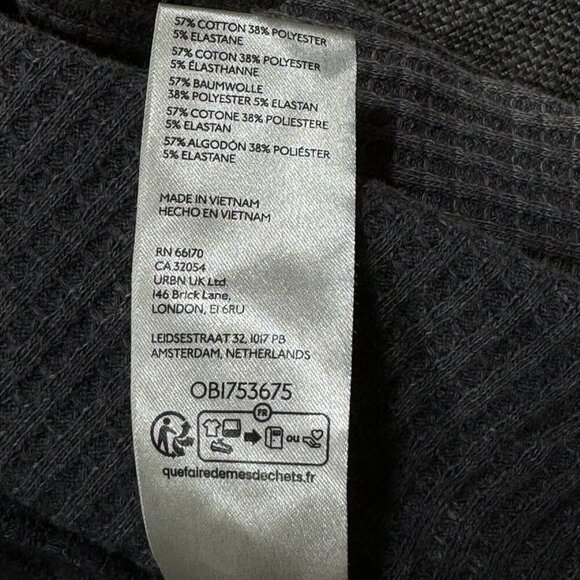 57% COTTON 38% POLYESTER
5% ELASTANE
57% COTON 38% POLYESTER
5% ÉLASTHANNE
57% BAUMWOLLE
38% POLYESTER 5% ELASTAN
57% COTONE 38% POLIESTERE
5% ELASTAN
57% ALGODÓN 38% POLIÉSTER
5% ELASTANE
MADE IN VIETNAM
HECHO EN VIETNAM
RN 66170
CA 32054
URBN UK Ltd.
146 Brick Lane,
LONDON, E1 6RU
LEIDSESTRAAT 32, 1017 PB
AMSTERDAM, NETHERLANDS
OB1753675
FR
ou
quefairedemesdechets.fr